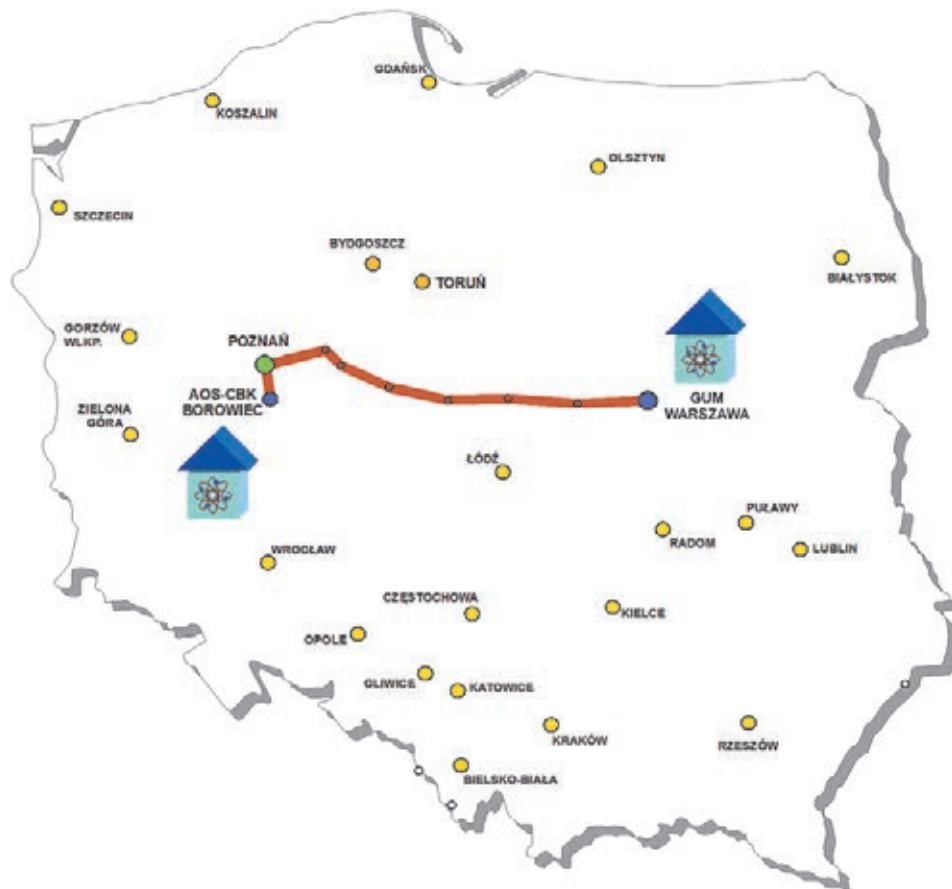 GDAŃSK
KOSZALIN
OLSZTYN
SZCZECIN
BYDGOSZCZ
TORUŃ
BIAŁYSTOK
GORZÓW
WLKP.
POZNAŃ
AOS-CBK
BOROWIEC
GUM
WARSZAWA
ZIELONA
GÓRA
ŁÓDŹ
PUŁAWY
RADOM
LUBLIN
WROCŁAW
CZĘSTOCHOWA
KIELCE
OPOLE
GLIWICE
KATOWICE
KRAKÓW
RZESZÓW
BIELSKO-BIAŁA